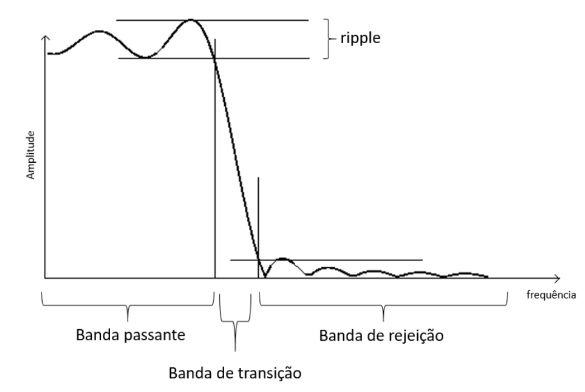 ripple
Amplitude
frequência
Banda passante
Banda de rejeição
Banda de transição